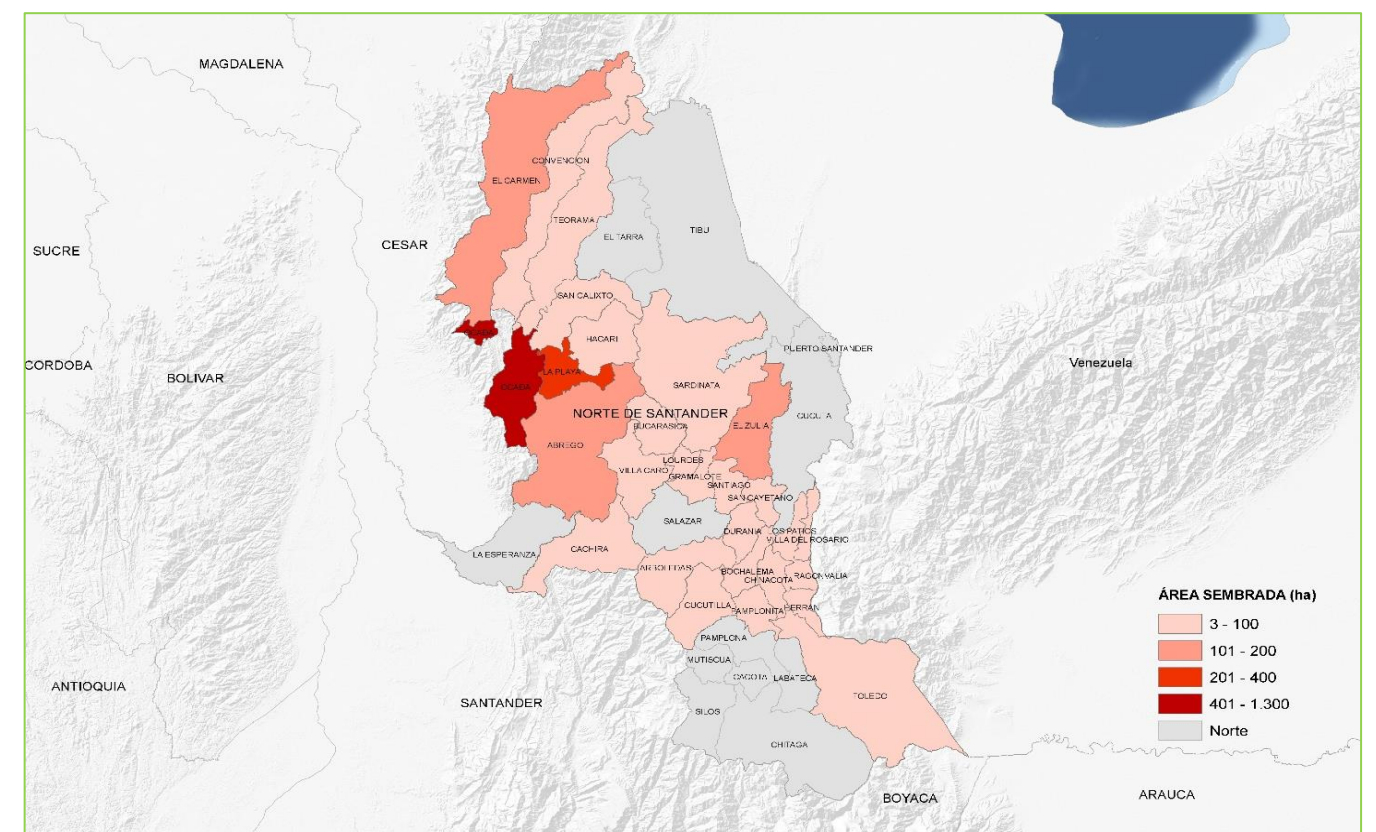 MAGDALENA
CONVENCION
EL CARMEN
TEORAMA
TIBU
EL TARRA
CESAR
SUCRE
SAN CALIXTO
HACARI
PUERTO SANTANDER
CORDOBA
BOLIVAR
LA PLAYA
OCAÑA
SARDINATA
Venezuela
NORTE DE SANTANDER
CUCUTA
BUCARASICA
EL ZULIA
ABREGO
LOURDES
VILLA CARO
GRAMALOTE
SANTIAGO
SAN CAYETANO
SALAZAR
DURANIA
LOS PATIOS
VILLA DEL ROSARIO
LA ESPERANZA
CACHIRA
ARBOLEDAS
BOCHALEMA
CHINACOTA
RAGONVALIA
CUCUTILLA
PAMPLONITA
HERRAN
PAMPLONA
MUTISCUA
CACOTA
LABATECA
ANTIOQUIA
SANTANDER
TOLEDO
SILOS
CHITAGA
BOYACA
ARAUCA
ÁREA SEMBRADA (ha)
3 - 100
101 - 200
201 - 400
401 - 1.300
Norte